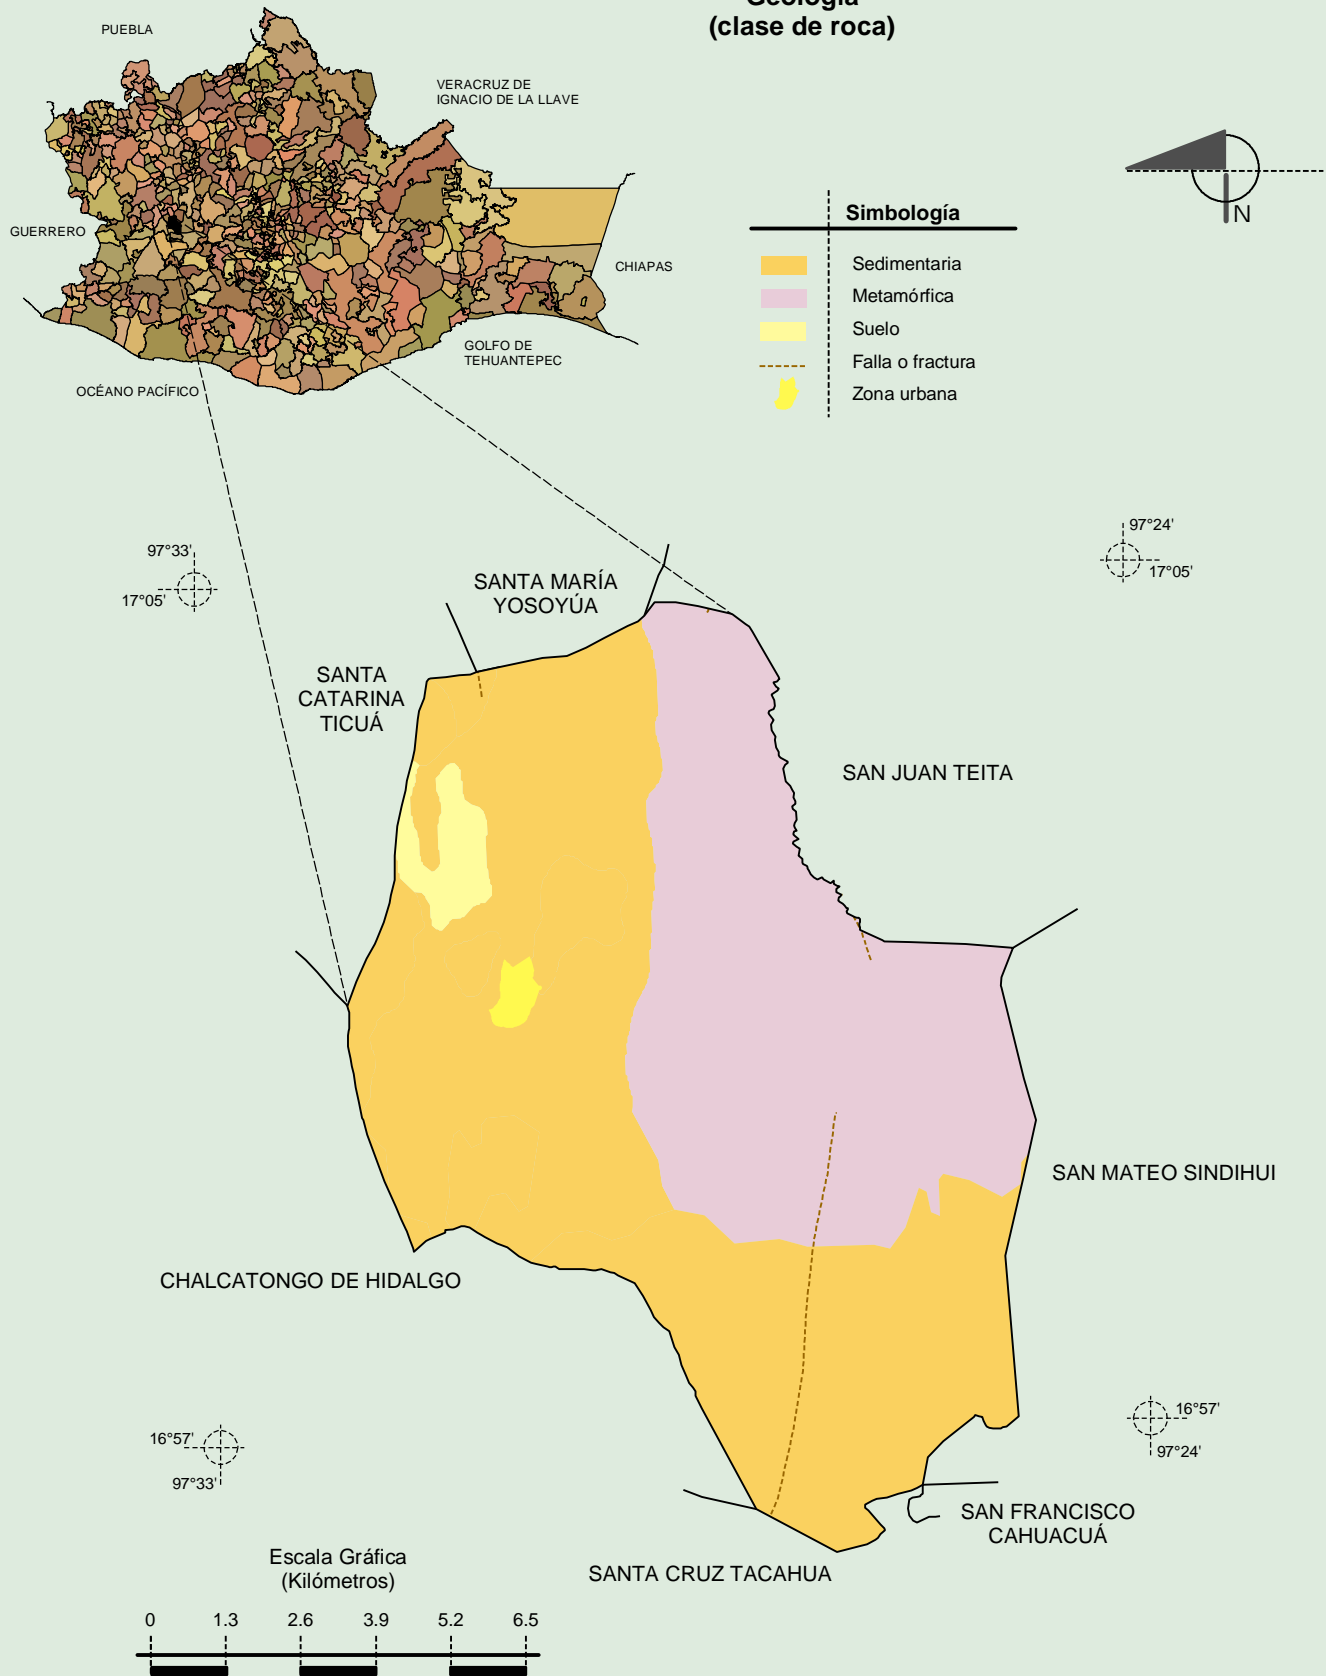 Geología
(clase de roca)
PUEBLA
VERACRUZ DE
IGNACIO DE LA LLAVE
GUERRERO
CHIAPAS
GOLFO DE
TEHUANTEPEC
OCÉANO PACÍFICO
N
Simbología
Sedimentaria
Metamórfica
Suelo
Falla o fractura
Zona urbana
97°33'
17°05'
97°24'
17°05'
SANTA MARÍA
YOSOYÚA
SANTA
CATARINA
TICUÁ
SAN JUAN TEITA
SAN MATEO SINDIHUI
CHALCATONGO DE HIDALGO
16°57'
97°33'
16°57'
97°24'
SAN FRANCISCO
CAHUACUÁ
SANTA CRUZ TACAHUA
Escala Gráfica
(Kilómetros)
0 1.3 2.6 3.9 5.2 6.5